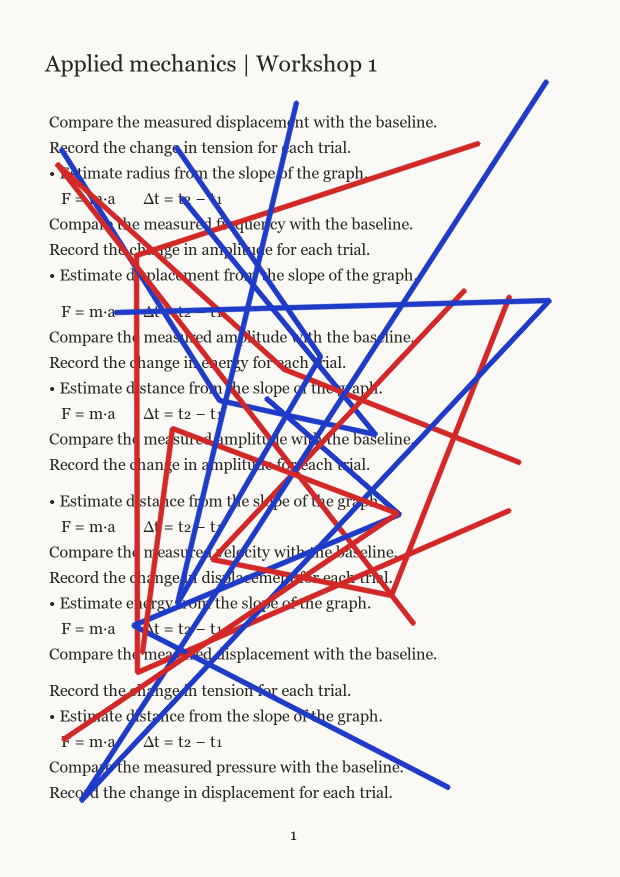 Applied mechanics | Workshop 1
Compare the measured displacement with the baseline.
Record the change in tension for each trial.
• Estimate radius from the slope of the graph.
F = m·a Δt = t2 − t1
Compare the measured frequency with the baseline.
Record the change in amplitude for each trial.
• Estimate displacement from the slope of the graph.
F = m·a Δt = t2 − t1
Compare the measured amplitude with the baseline.
Record the change in energy for each trial.
• Estimate distance from the slope of the graph.
F = m·a Δt = t2 − t1
Compare the measured amplitude with the baseline.
Record the change in amplitude for each trial.
• Estimate distance from the slope of the graph.
F = m·a Δt = t2 − t1
Compare the measured velocity with the baseline.
Record the change in displacement for each trial.
• Estimate energy from the slope of the graph.
F = m·a Δt = t2 − t1
Compare the measured displacement with the baseline.
Record the change in tension for each trial.
• Estimate distance from the slope of the graph.
F = m·a Δt = t2 − t1
Compare the measured pressure with the baseline.
Record the change in displacement for each trial.
1